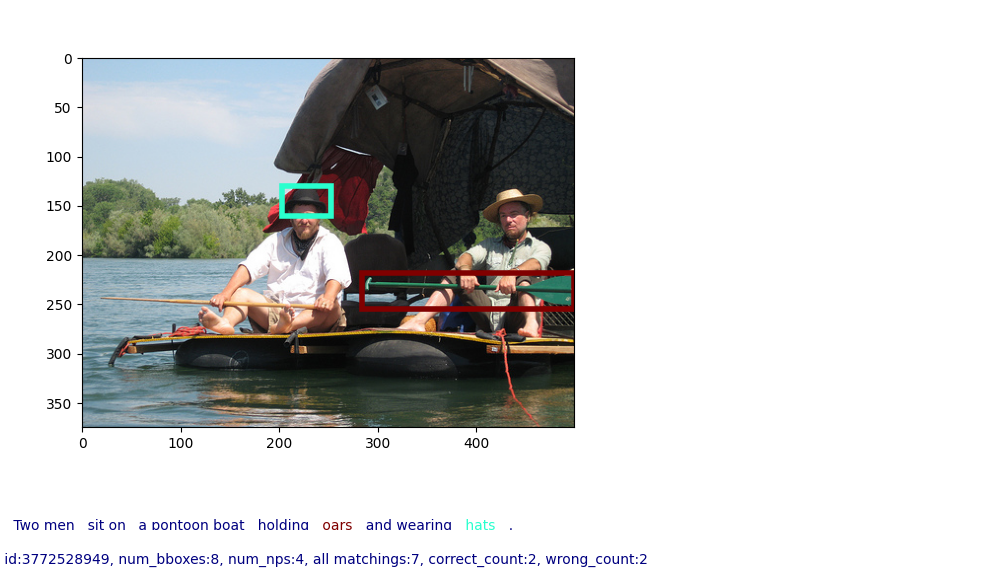 0
50
100
150
200
250
300
350
0 100 200 300 400
Two men sit on a pontoon boat holding oars and wearing hats .
id:3772528949, num_bboxes:8, num_nps:4, all matchings:7, correct_count:2, wrong_count:2